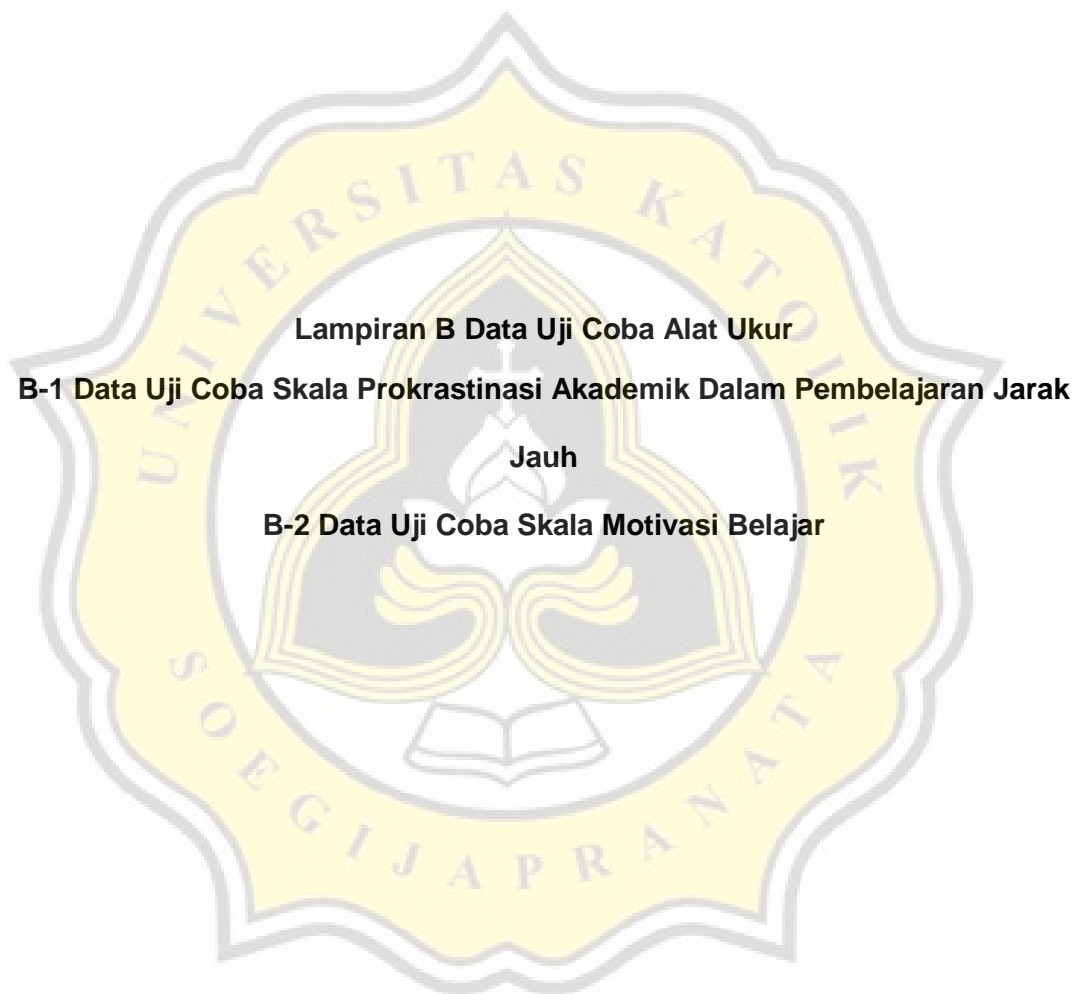 UNIVERSITAS KATOLIK
Lampiran B Data Uji Coba Alat Ukur
B-1 Data Uji Coba Skala Prokrastinasi Akademik Dalam Pembelajaran Jarak
Jauh
B-2 Data Uji Coba Skala Motivasi Belajar
SOEGIJAPRANATA